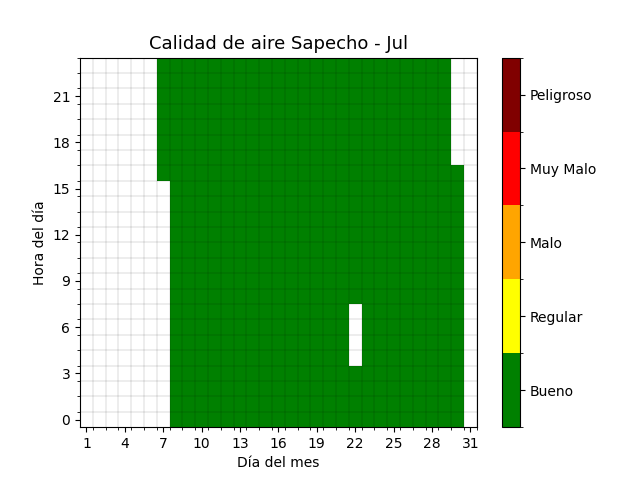 Calidad de aire Sapecho - Jul
Hora del día
21
18
15
12
9
6
3
0
1 4 7 10 13 16 19 22 25 28 31
Día del mes
Peligroso
Muy Malo
Malo
Regular
Bueno